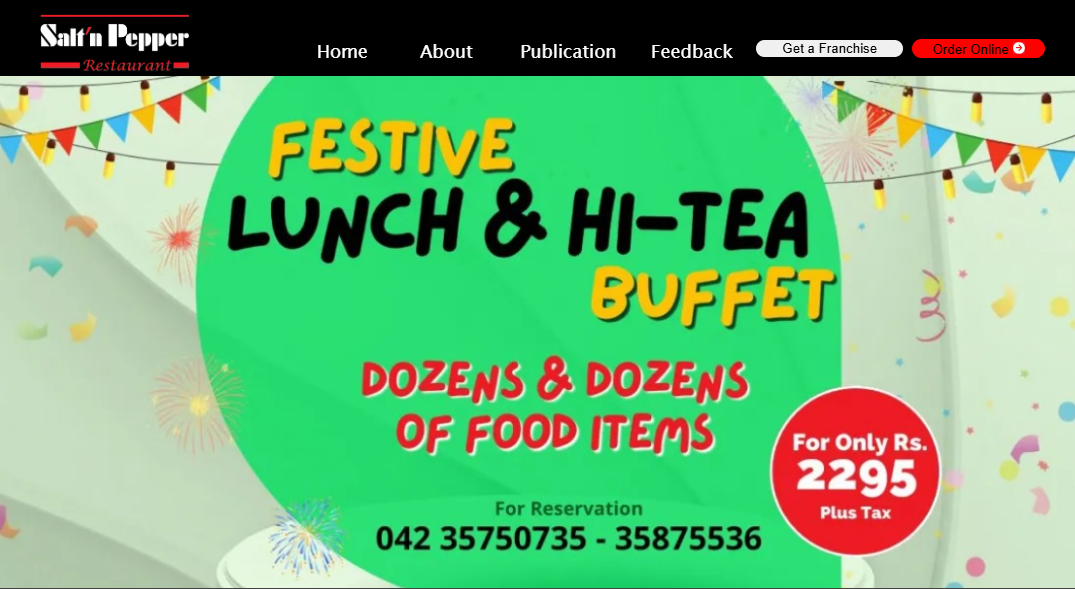 Salt'n Pepper
Restaurant
Home
About
Publication
Feedback
Get a Franchise
Order Online
FESTIVE
LUNCH & HI-TEA
BUFFET
DOZENS & DOZENS
OF FOOD ITEMS
For Only Rs.
2295
Plus Tax
For Reservation
042 35750735 - 35875536